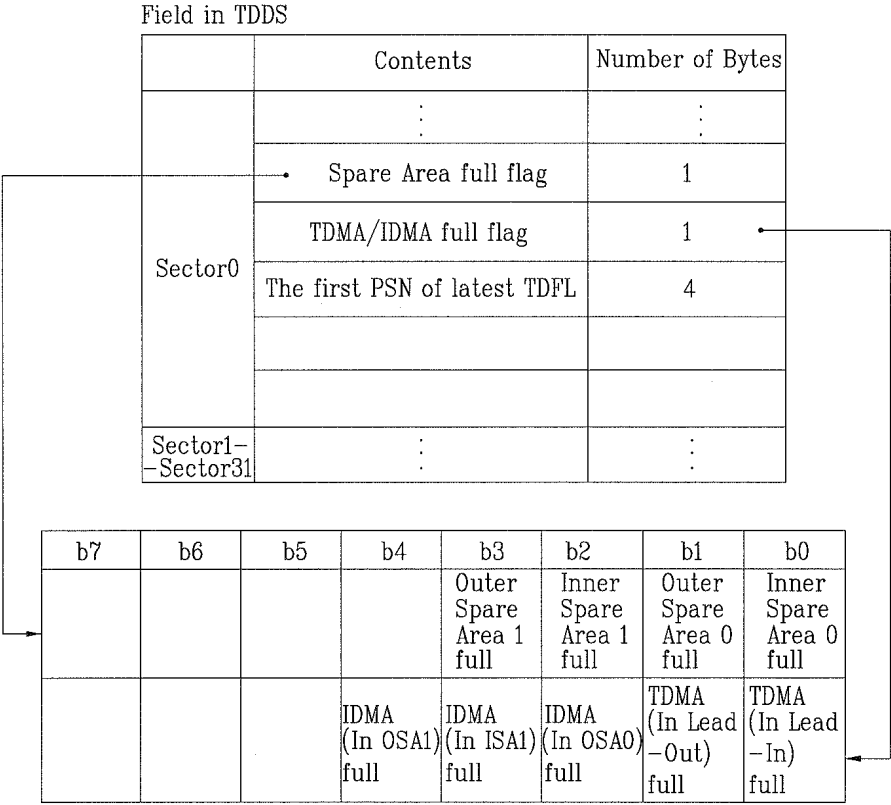 Field in TDDS
Contents Number of Bytes
Spare Area full flag 1
TDMA/IDMA full flag 1
Sector0
The first PSN of latest TDFL 4
Sector1-
-Sector31
b7 b6 b5 b4 b3 b2 b1 b0
Outer Inner Outer Inner
Spare Spare Spare Spare
Area 1 Area 1 Area 0 Area 0
full full full full
IDMA IDMA IDMA TDMA TDMA
(In OSA1) (In ISA1) (In OSA0) (In Lead (In Lead
-Out) -In)
full full full full full